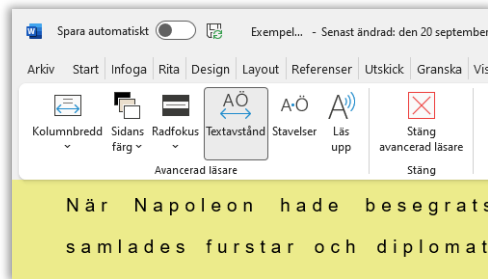 Spara automatiskt Exempel... - Senast ändrad: den 20 september
Arkiv Start Infoga Rita Design Layout Referenser Utskick Granska Vis
AÖ A·Ö A
Kolumnbredd Sidans färg Radfokus Textavstånd Stavelser Läs upp Stäng avancerad läsare
Avancerad läsare Stäng
När Napoleon hade besegrats
samlades furstar och diplomat